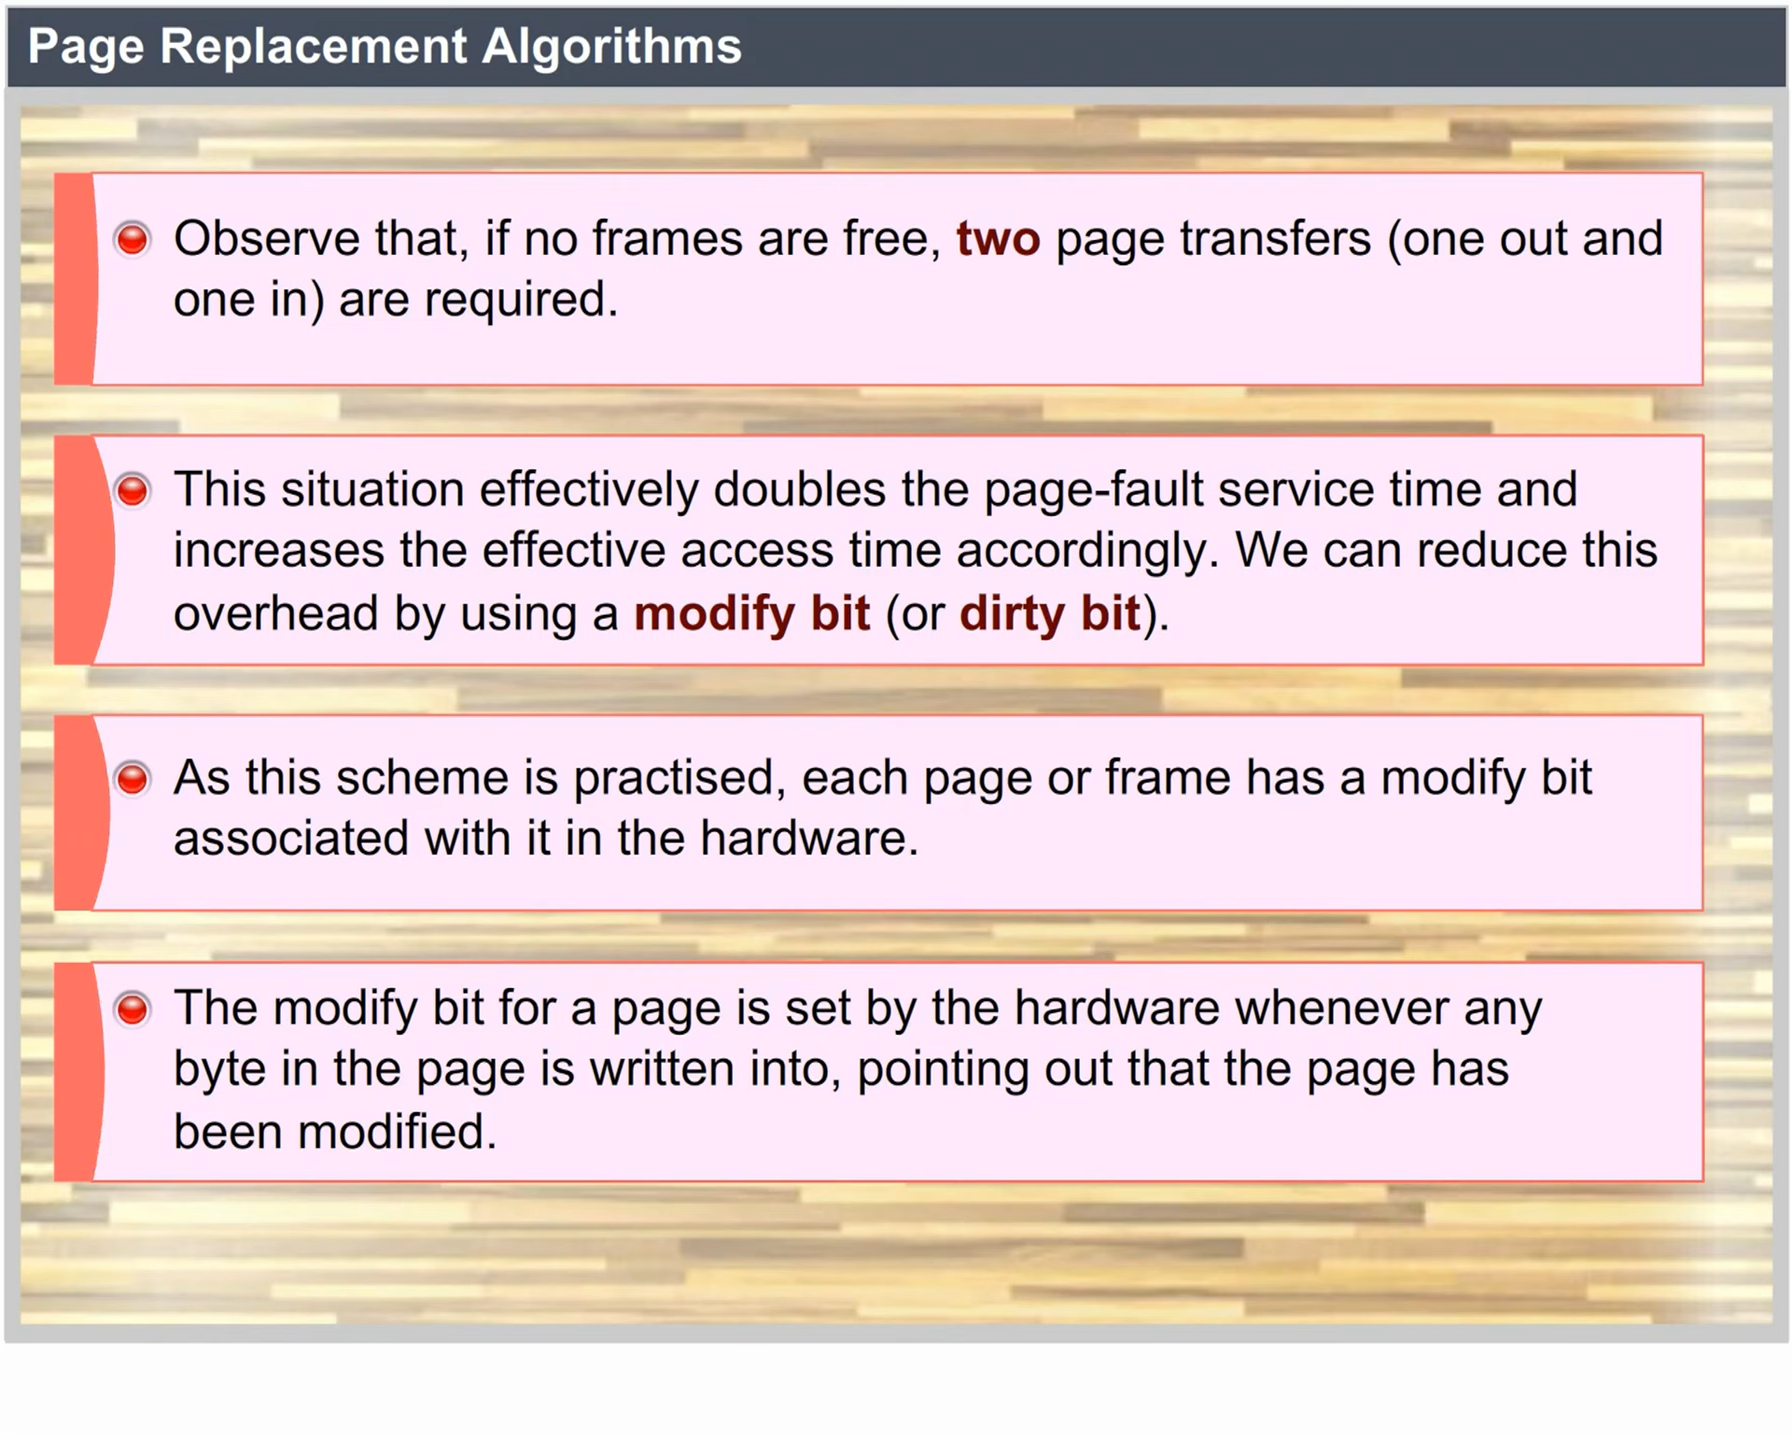 Page Replacement Algorithms
Observe that, if no frames are free, two page transfers (one out and
one in) are required.
This situation effectively doubles the page-fault service time and
increases the effective access time accordingly. We can reduce this
overhead by using a modify bit (or dirty bit).
As this scheme is practised, each page or frame has a modify bit
associated with it in the hardware.
The modify bit for a page is set by the hardware whenever any
byte in the page is written into, pointing out that the page has
been modified.